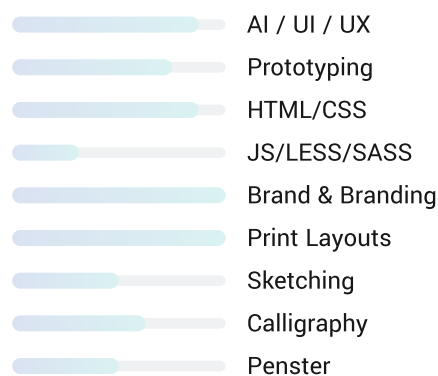 AI / UI / UX
Prototyping
HTML/CSS
JS/LESS/SASS
Brand & Branding
Print Layouts
Sketching
Calligraphy
Penster